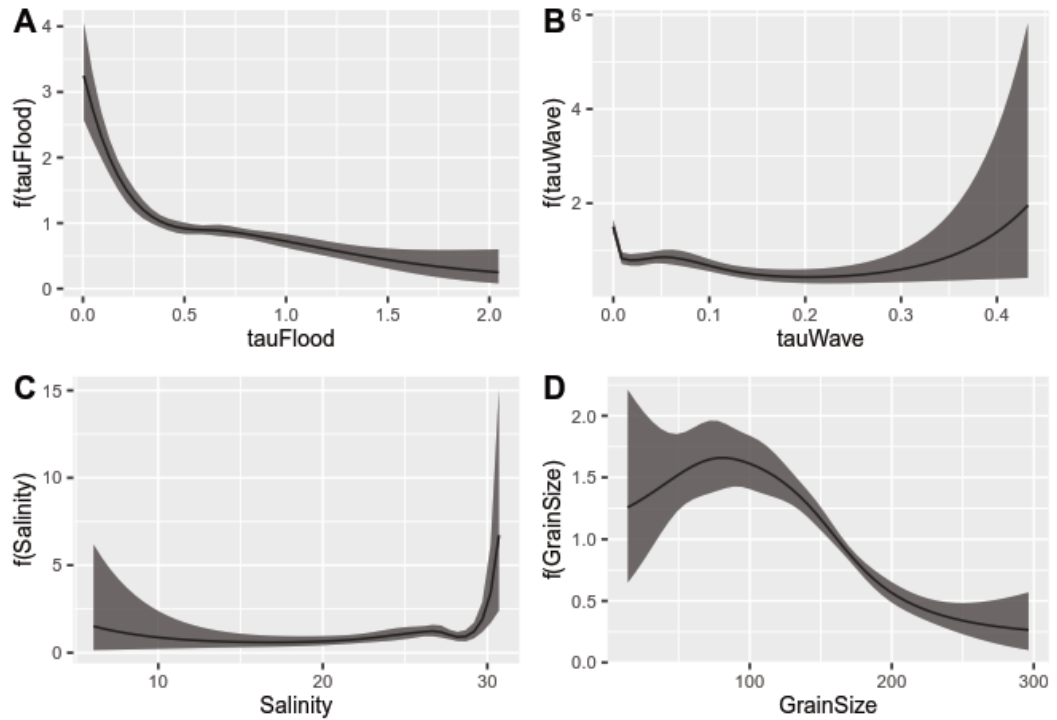 A
f(tauFlood)
4
3
2
1
0
0.0 0.5 1.0 1.5 2.0
tauFlood
B
f(tauWave)
6
4
2
0.0 0.1 0.2 0.3 0.4
tauWave
C
f(Salinity)
15
10
5
0
10 20 30
Salinity
D
f(GrainSize)
2.0
1.5
1.0
0.5
0.0
100 200 300
GrainSize